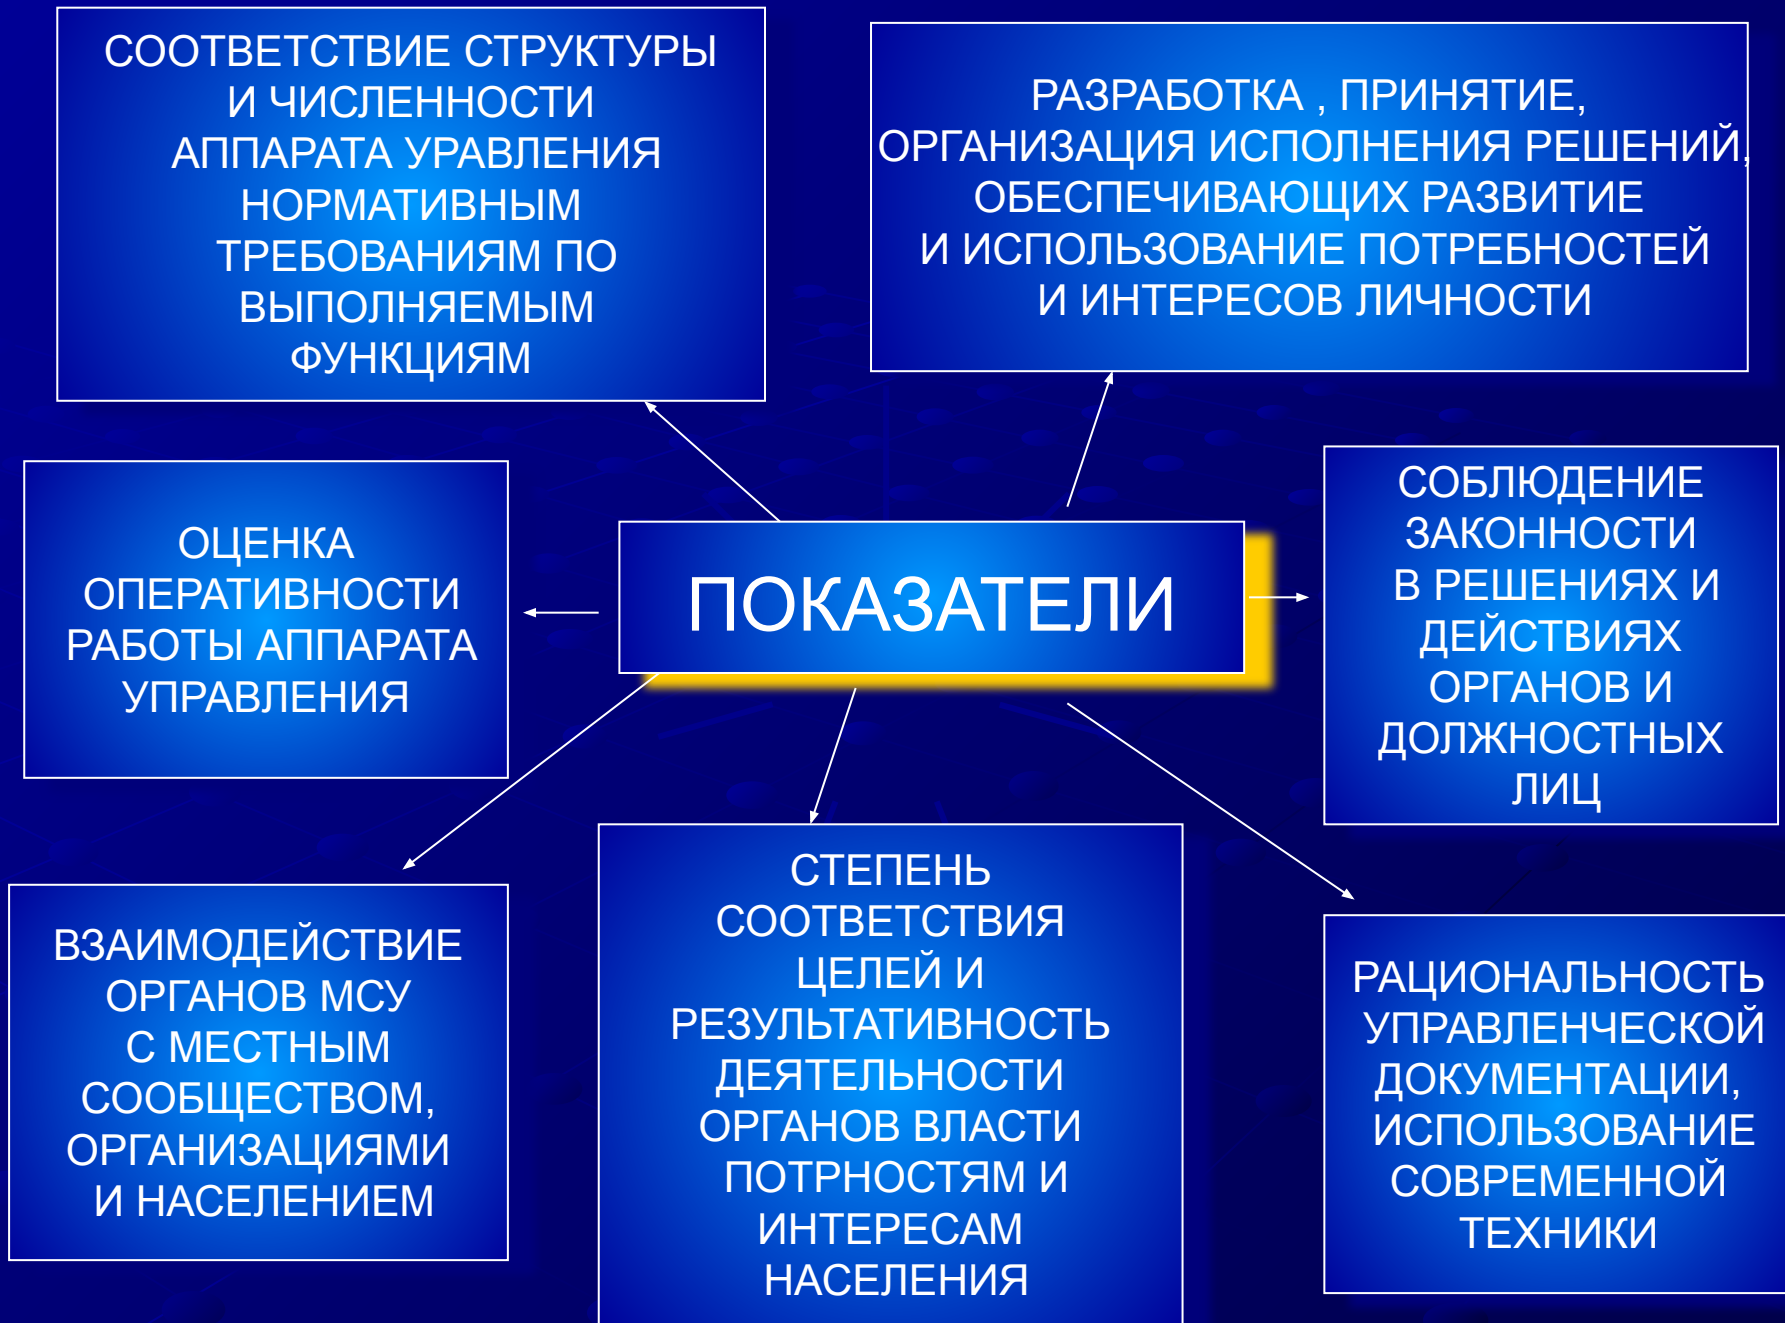 СООТВЕТСТВИЕ СТРУКТУРЫ
И ЧИСЛЕННОСТИ
АППАРАТА УРАВЛЕНИЯ
НОРМАТИВНЫМ
ТРЕБОВАНИЯМ ПО
ВЫПОЛНЯЕМЫМ
ФУНКЦИЯМ
РАЗРАБОТКА , ПРИНЯТИЕ,
ОРГАНИЗАЦИЯ ИСПОЛНЕНИЯ РЕШЕНИЙ,
ОБЕСПЕЧИВАЮЩИХ РАЗВИТИЕ
И ИСПОЛЬЗОВАНИЕ ПОТРЕБНОСТЕЙ
И ИНТЕРЕСОВ ЛИЧНОСТИ
ОЦЕНКА
ОПЕРАТИВНОСТИ
РАБОТЫ АППАРАТА
УПРАВЛЕНИЯ
ПОКАЗАТЕЛИ
СОБЛЮДЕНИЕ
ЗАКОННОСТИ
В РЕШЕНИЯХ И
ДЕЙСТВИЯХ
ОРГАНОВ И
ДОЛЖНОСТНЫХ
ЛИЦ
ВЗАИМОДЕЙСТВИЕ
ОРГАНОВ МСУ
С МЕСТНЫМ
СООБЩЕСТВОМ,
ОРГАНИЗАЦИЯМИ
И НАСЕЛЕНИЕМ
СТЕПЕНЬ
СООТВЕТСТВИЯ
ЦЕЛЕЙ И
РЕЗУЛЬТАТИВНОСТЬ
ДЕЯТЕЛЬНОСТИ
ОРГАНОВ ВЛАСТИ
ПОТРНОСТЯМ И
ИНТЕРЕСАМ
НАСЕЛЕНИЯ
РАЦИОНАЛЬНОСТЬ
УПРАВЛЕНЧЕСКОЙ
ДОКУМЕНТАЦИИ,
ИСПОЛЬЗОВАНИЕ
СОВРЕМЕННОЙ
ТЕХНИКИ